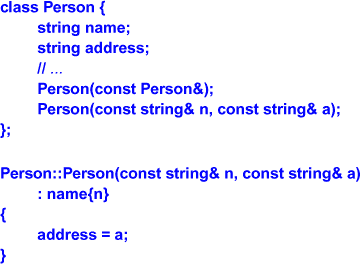 class Person {
string name;
string address;
// ...
Person(const Person&);
Person(const string& n, const string& a);
};
Person::Person(const string& n, const string& a)
: name{n}
{
address = a;
}